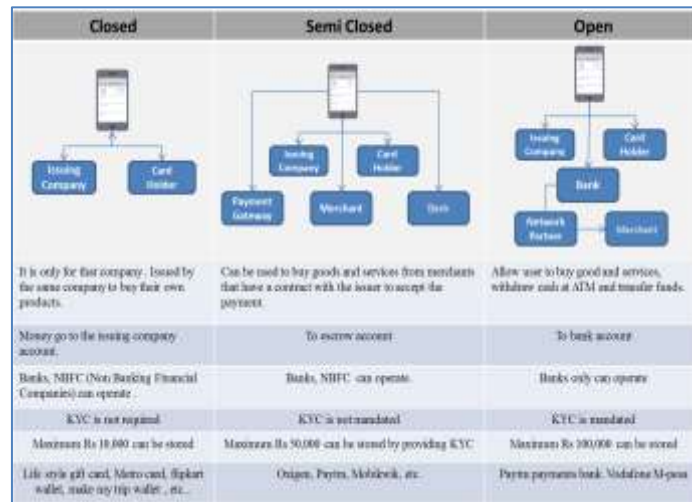 Closed
Semi Closed
Open
Issuing
Company
Card
Holder
Issuing
Company
Card
Holder
Payment
Gateway
Merchant
Bank
Issuing
Company
Card
Holder
Bank
Network
Partner
Merchant
It is only for that company. Issued by
the same company to buy their own
products.
Can be used to buy goods and services from merchants
that have a contract with the issuer to accept the
payment.
Allow user to buy good and services,
withdraw cash at ATM and transfer funds.
Money go to the issuing company
account.
To escrow account
To bank account
Banks, NBFC (Non Banking Financial
Companies) can operate .
Banks, NBFC can operate.
Banks only can operate
KYC is not required
KYC is not mandated
KYC is mandated
Maximum Rs 10,000 can be stored
Maximum Rs 50,000 can be stored by providing KYC
Maximum Rs 100,000 can be stored
Life style gift card, Metro card, flipkart
wallet, make my trip wallet , etc..
Oxigen, Paytm, Mobikwik, etc.
Paytm payments bank. Vodafone M-pesa